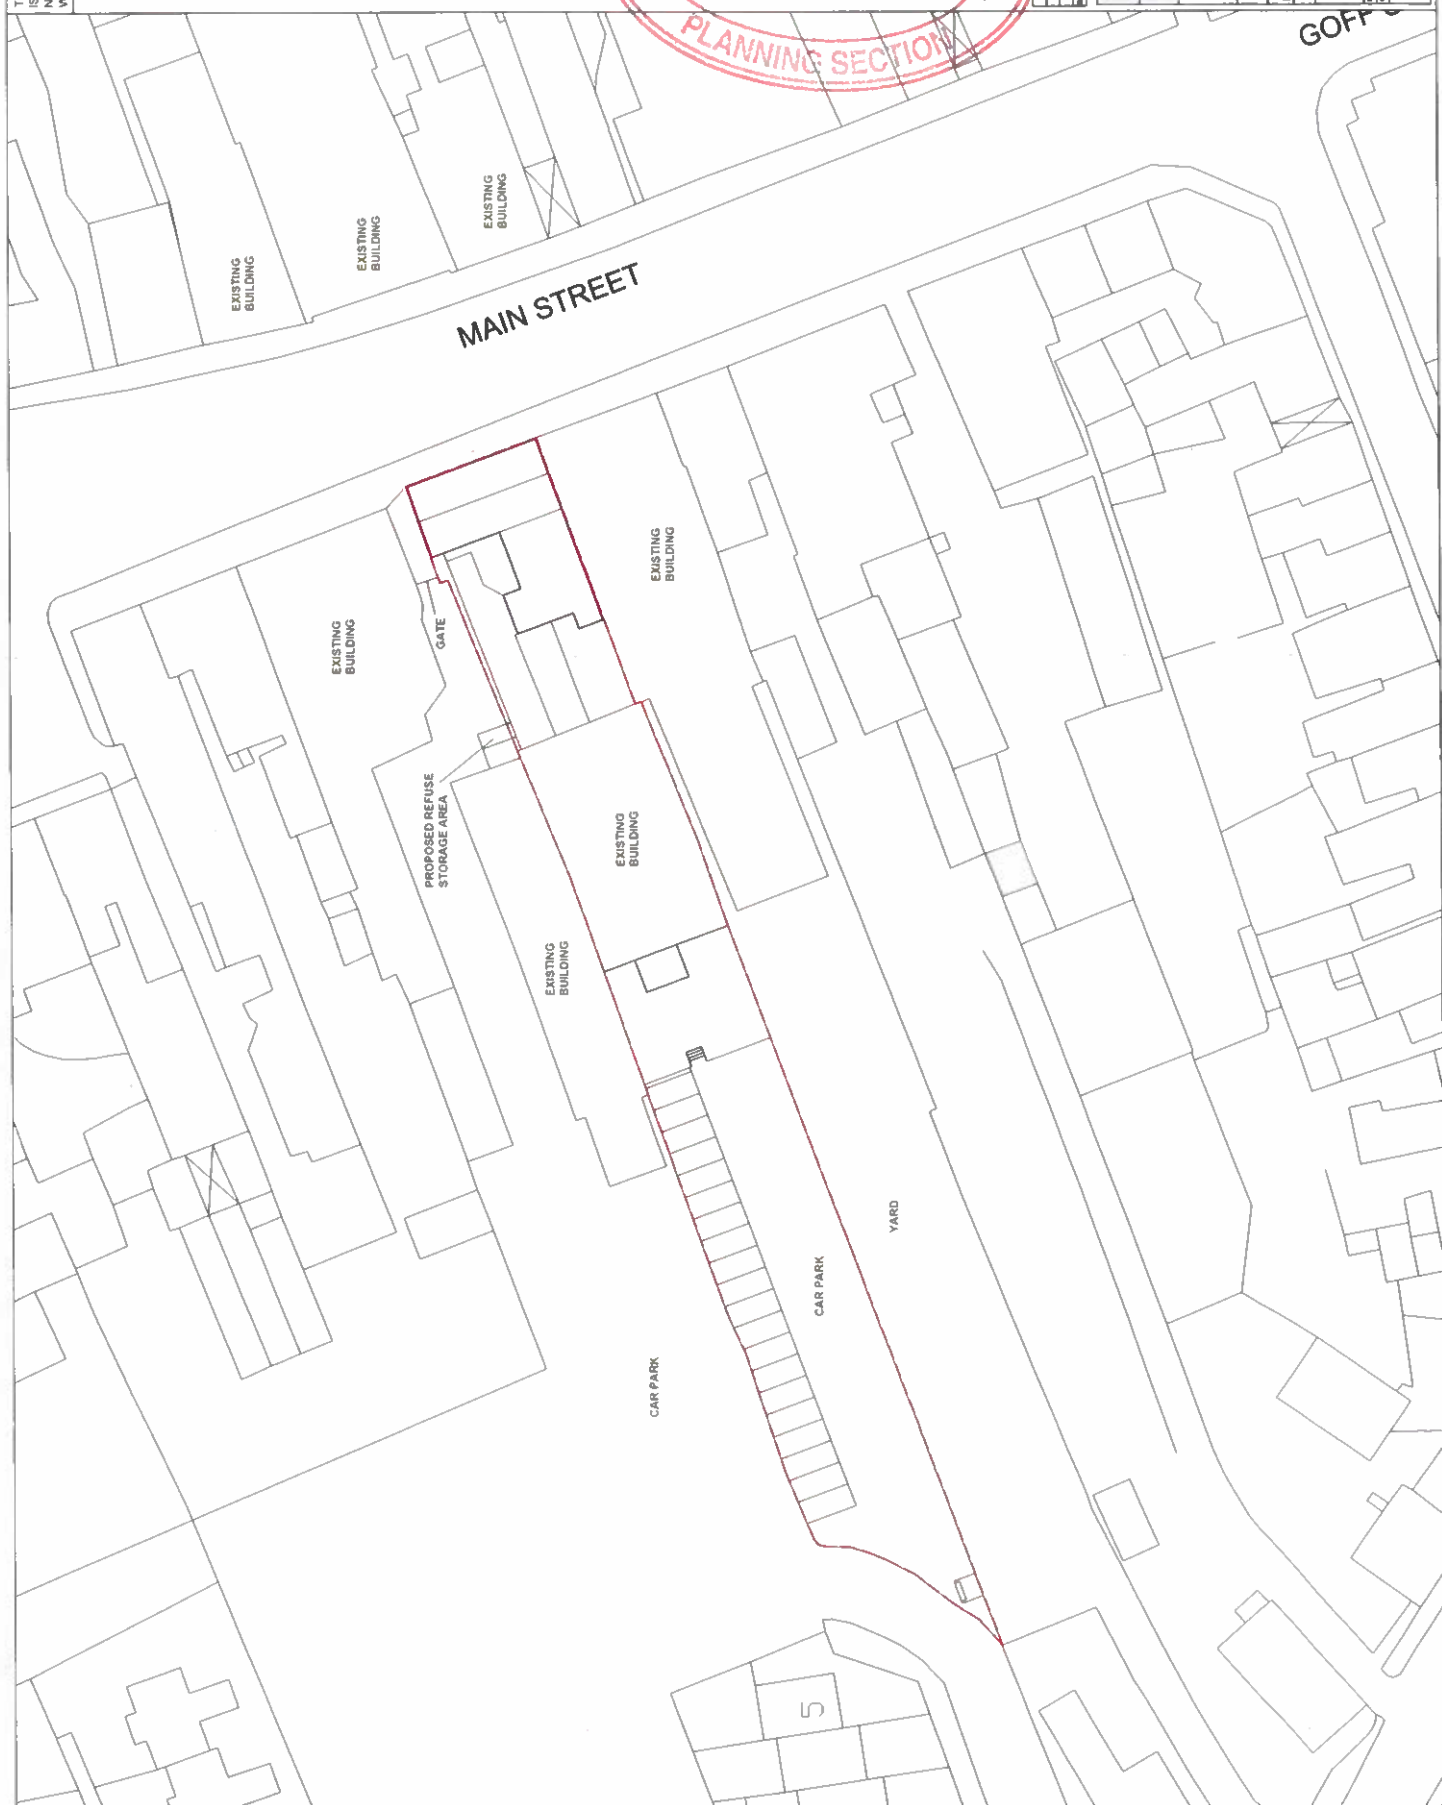 PLANNING SECTION
GOFF
EXISTING
BUILDING
EXISTING
BUILDING
EXISTING
BUILDING
MAIN STREET
EXISTING
BUILDING
GATE
EXISTING
BUILDING
PROPOSED REFUSE
STORAGE AREA
EXISTING
BUILDING
EXISTING
BUILDING
YARD
CAR PARK
CAR PARK
5